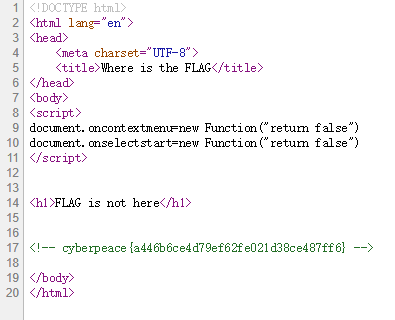 1 <!DOCTYPE html>
2 <html lang="en">
3 <head>
4 <meta charset="UTF-8">
5 <title>Where is the FLAG</title>
6 </head>
7 <body>
8 <script>
9 document.oncontextmenu=new Function("return false")
10 document.onselectstart=new Function("return false")
11 </script>
12
13
14 <h1>FLAG is not here</h1>
15
16
17 <!-- cyberpeace{a446b6ce4d79ef62fe021d38ce487ff6} -->
18
19 </body>
20 </html>